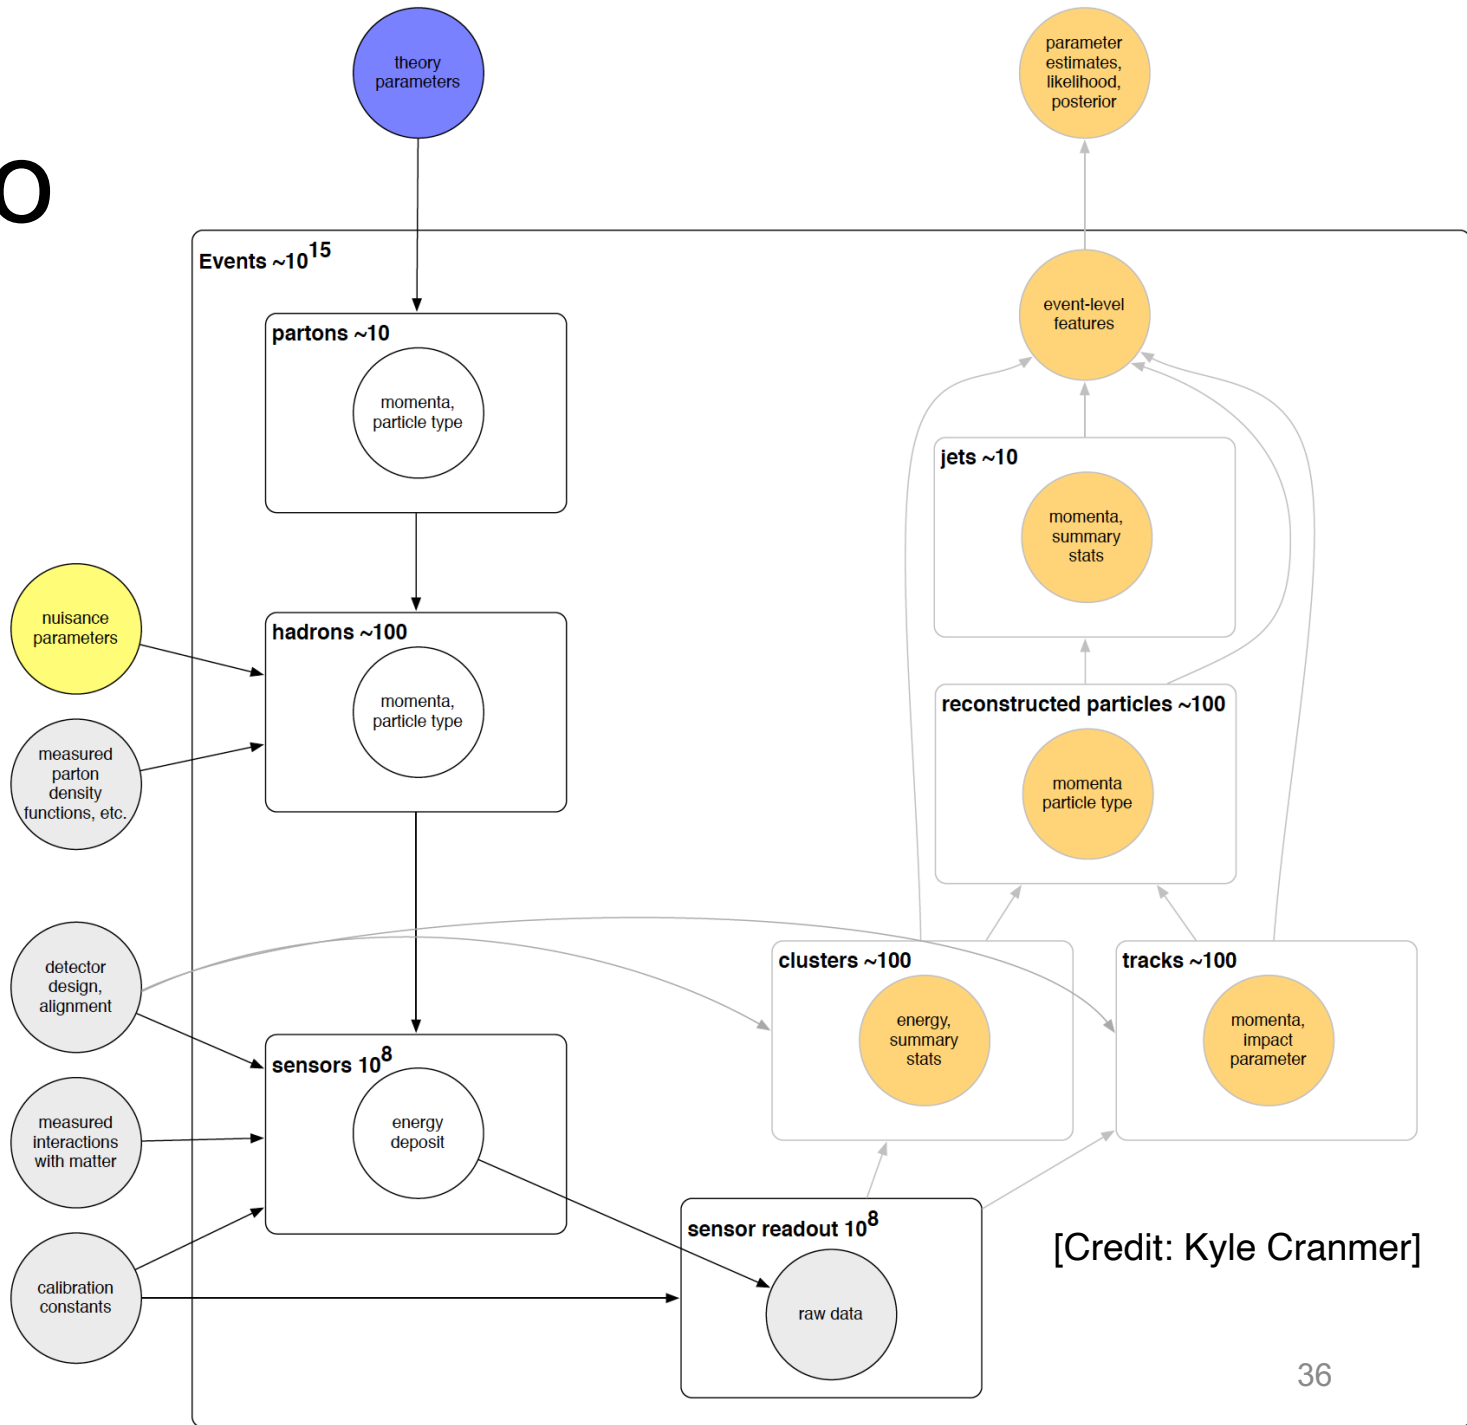 theory
parameters
parameter
estimates,
likelihood,
posterior
o
Events ~10^15
event-level
features
partons ~10
momenta,
particle type
jets ~10
momenta,
summary
stats
nuisance
parameters
hadrons ~100
momenta,
particle type
reconstructed particles ~100
momenta
particle type
measured
parton
density
functions, etc.
detector
design,
alignment
clusters ~100
energy,
summary
stats
tracks ~100
momenta,
impact
parameter
sensors 10^8
energy
deposit
measured
interactions
with matter
calibration
constants
sensor readout 10^8
raw data
[Credit: Kyle Cranmer]
36